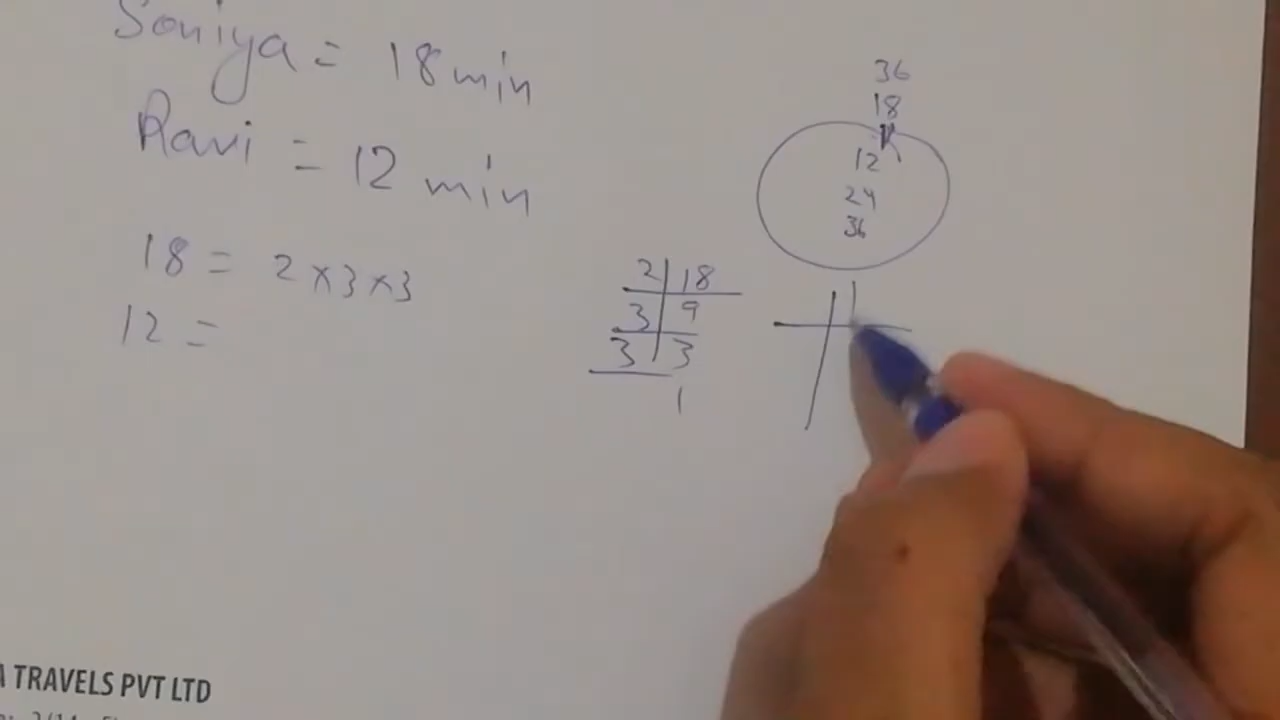 Soniya = 18 min
Ravi = 12 min
18 = 2 × 3 × 3
12 =
36
18
12
24
36
2 | 18
3 | 9
3 | 3
1
TRAVELS PVT LTD